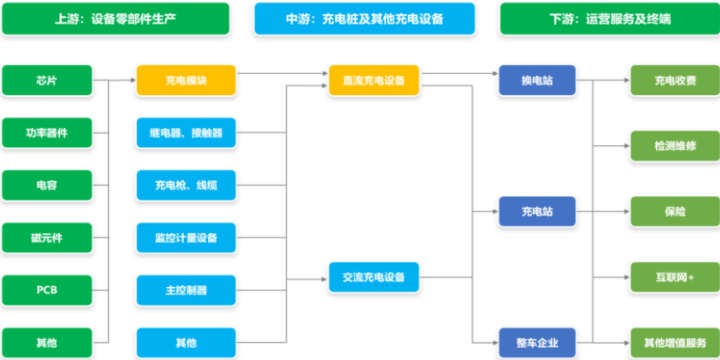 上游：设备零部件生产
中游：充电桩及其他充电设备
下游：运营服务及终端
芯片
充电模块
直流充电设备
换电站
充电收费
功率器件
继电器、接触器
检测维修
电容
充电枪、线缆
充电站
保险
磁元件
监控计量设备
PCB
主控制器
交流充电设备
互联网+
其他
其他
整车企业
其他增值服务